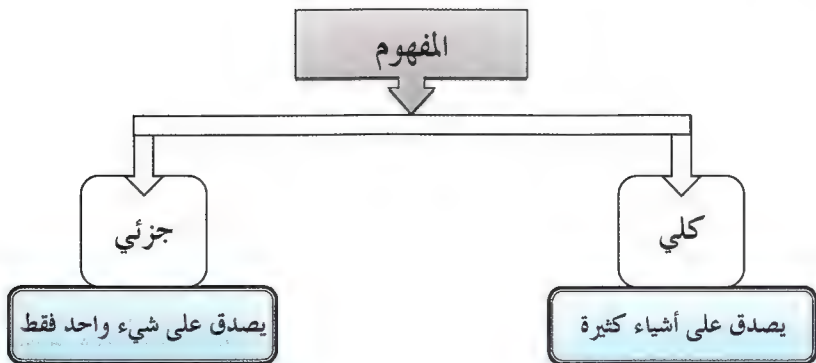 المفهوم
كلي
جزئي
يصدق على أشياء كثيرة
يصدق على شيء واحد فقط